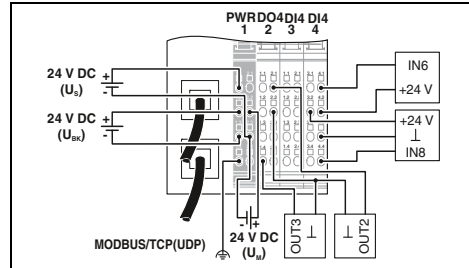 PWR DO4 DI4 DI4
1 2 3 4
24 V DC
(US)
+
-
24 V DC
(UBK)
+
-
IN6
+24 V
+24 V
⊥
IN8
MODBUS/TCP(UDP)
- +
24 V DC
(UM)
OUT3
⊥
⊥
OUT2